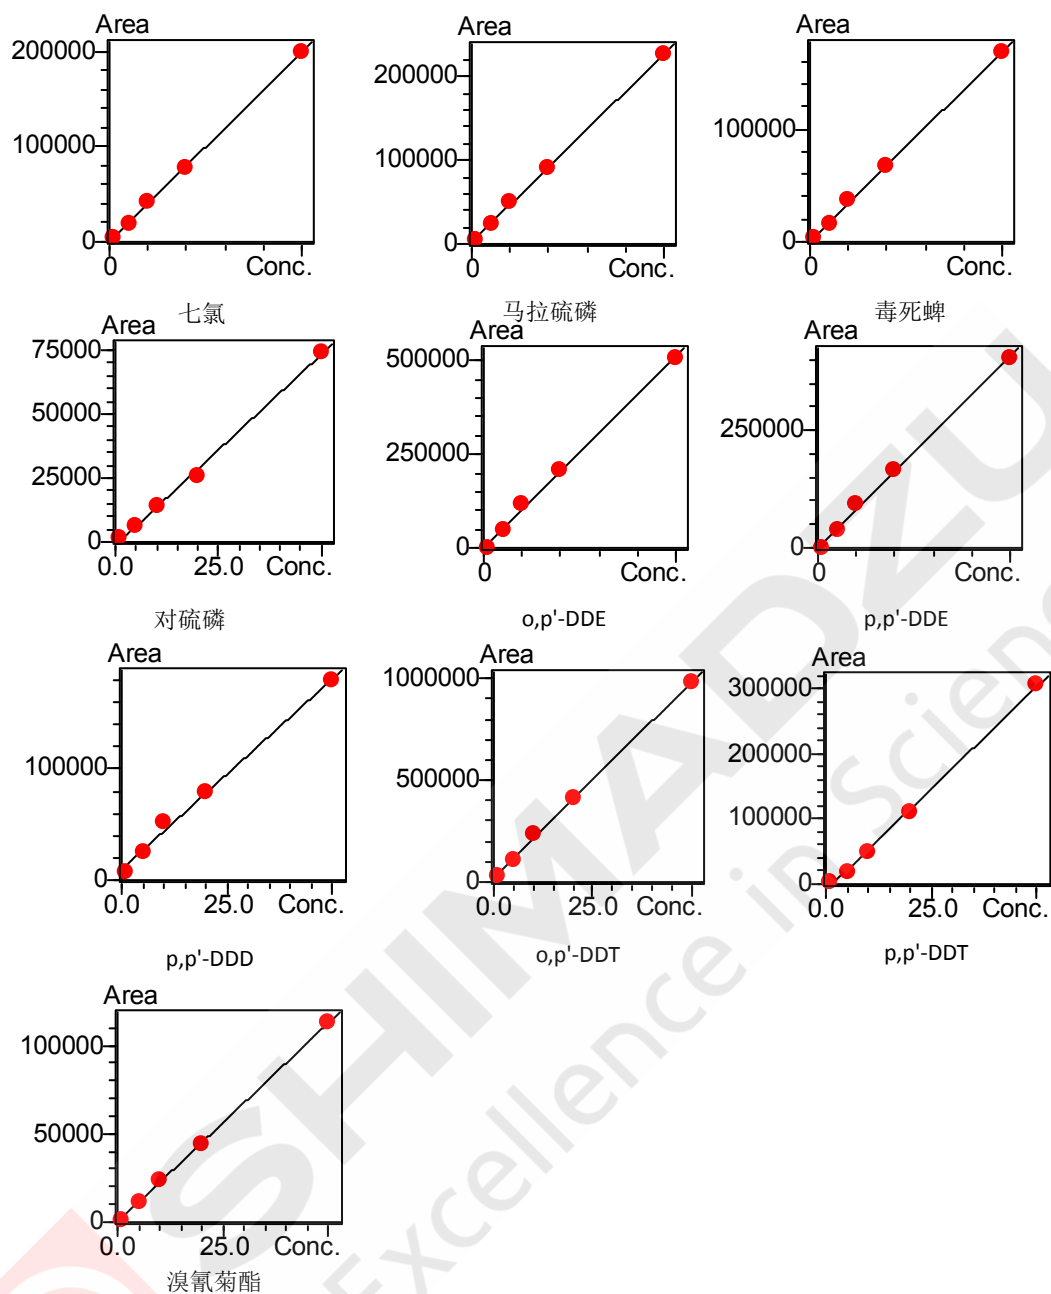 Area
200000
100000
0
0
Conc.
七氯
Area
200000
100000
0
0
Conc.
马拉硫磷
Area
100000
0
0
Conc.
毒死蜱
Area
75000
50000
25000
0
0.0
25.0
Conc.
对硫磷
Area
500000
250000
0
0
Conc.
o,p'-DDE
Area
250000
0
0
Conc.
p,p'-DDE
Area
100000
0
0.0
25.0
Conc.
p,p'-DDD
Area
1000000
500000
0
0.0
25.0
Conc.
o,p'-DDT
Area
300000
200000
100000
0
0.0
25.0
Conc.
p,p'-DDT
Area
100000
50000
0
0.0
25.0
Conc.
溴氰菊酯
SHIMADZU
Excellence in Scien